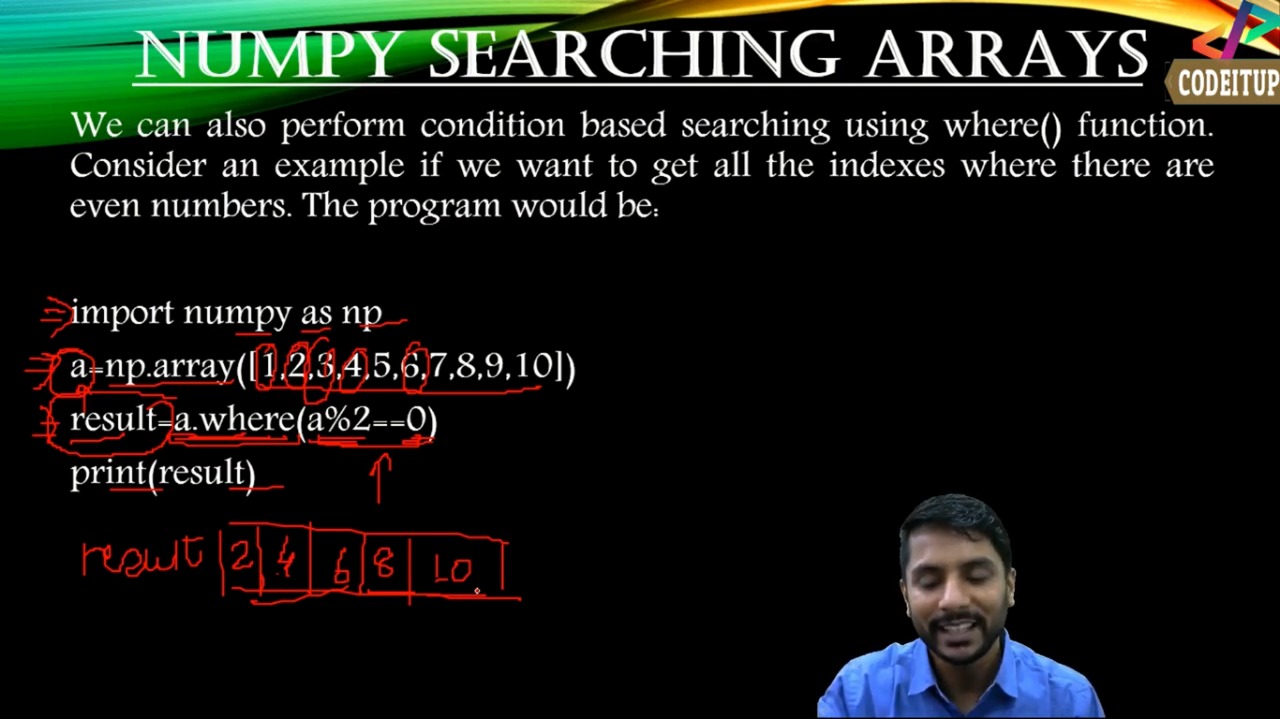 NUMPY SEARCHING ARRAYS
CODEITUP
We can also perform condition based searching using where() function.
Consider an example if we want to get all the indexes where there are
even numbers. The program would be:
import numpy as np
a=np.array([1,2,3,4,5,6,7,8,9,10])
result=a.where(a%2==0)
print(result)
result 2 4 6 8 10